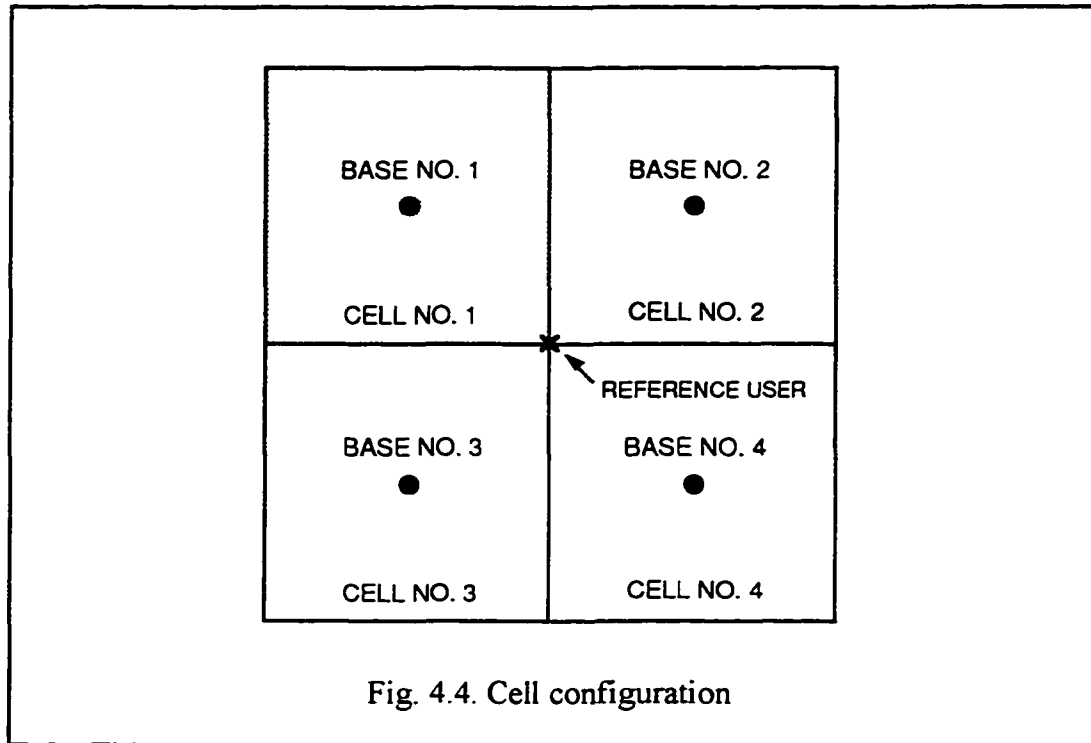 BASE NO. 1
BASE NO. 2
CELL NO. 1
CELL NO. 2
REFERENCE USER
BASE NO. 3
BASE NO. 4
CELL NO. 3
CELL NO. 4
Fig. 4.4. Cell configuration